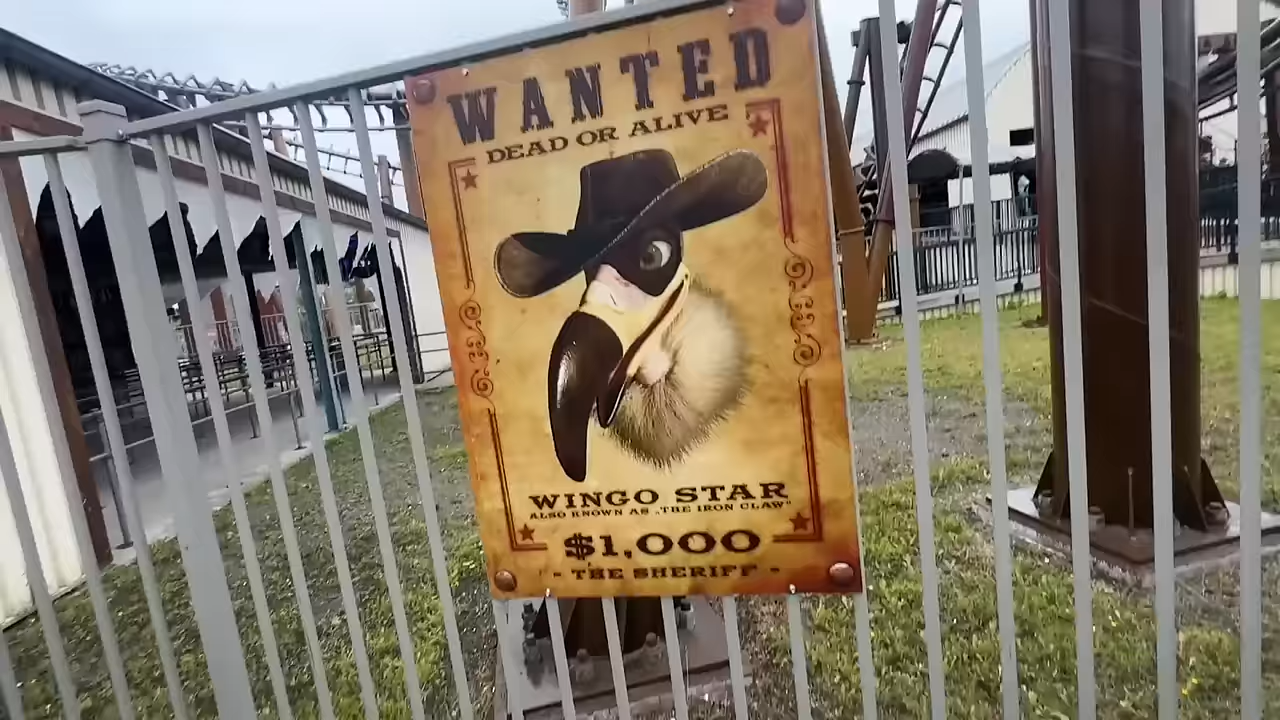 WANTED
DEAD OR ALIVE
WINGO STAR
ALSO KNOWN AS „THE IRON CLAW"
$1,000
- THE SHERIFF -